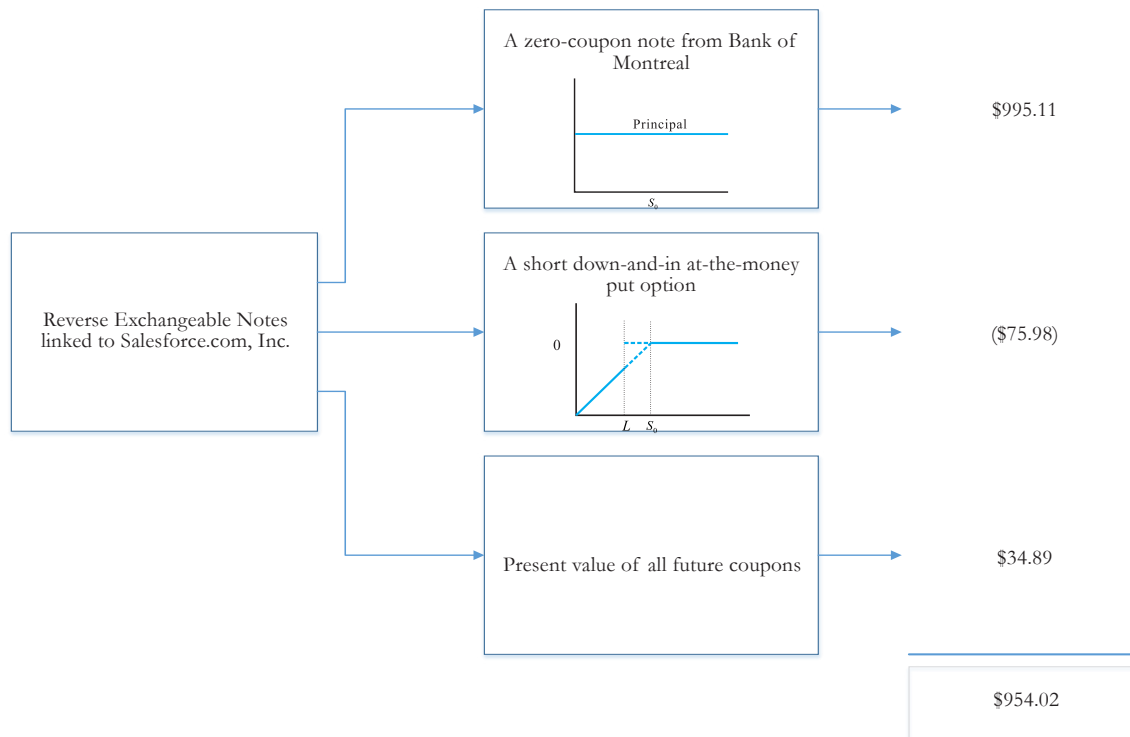 A zero-coupon note from Bank of
Montreal
Principal
S₀
$995.11
Reverse Exchangeable Notes
linked to Salesforce.com, Inc.
A short down-and-in at-the-money
put option
0
L S₀
($75.98)
Present value of all future coupons
$34.89
$954.02